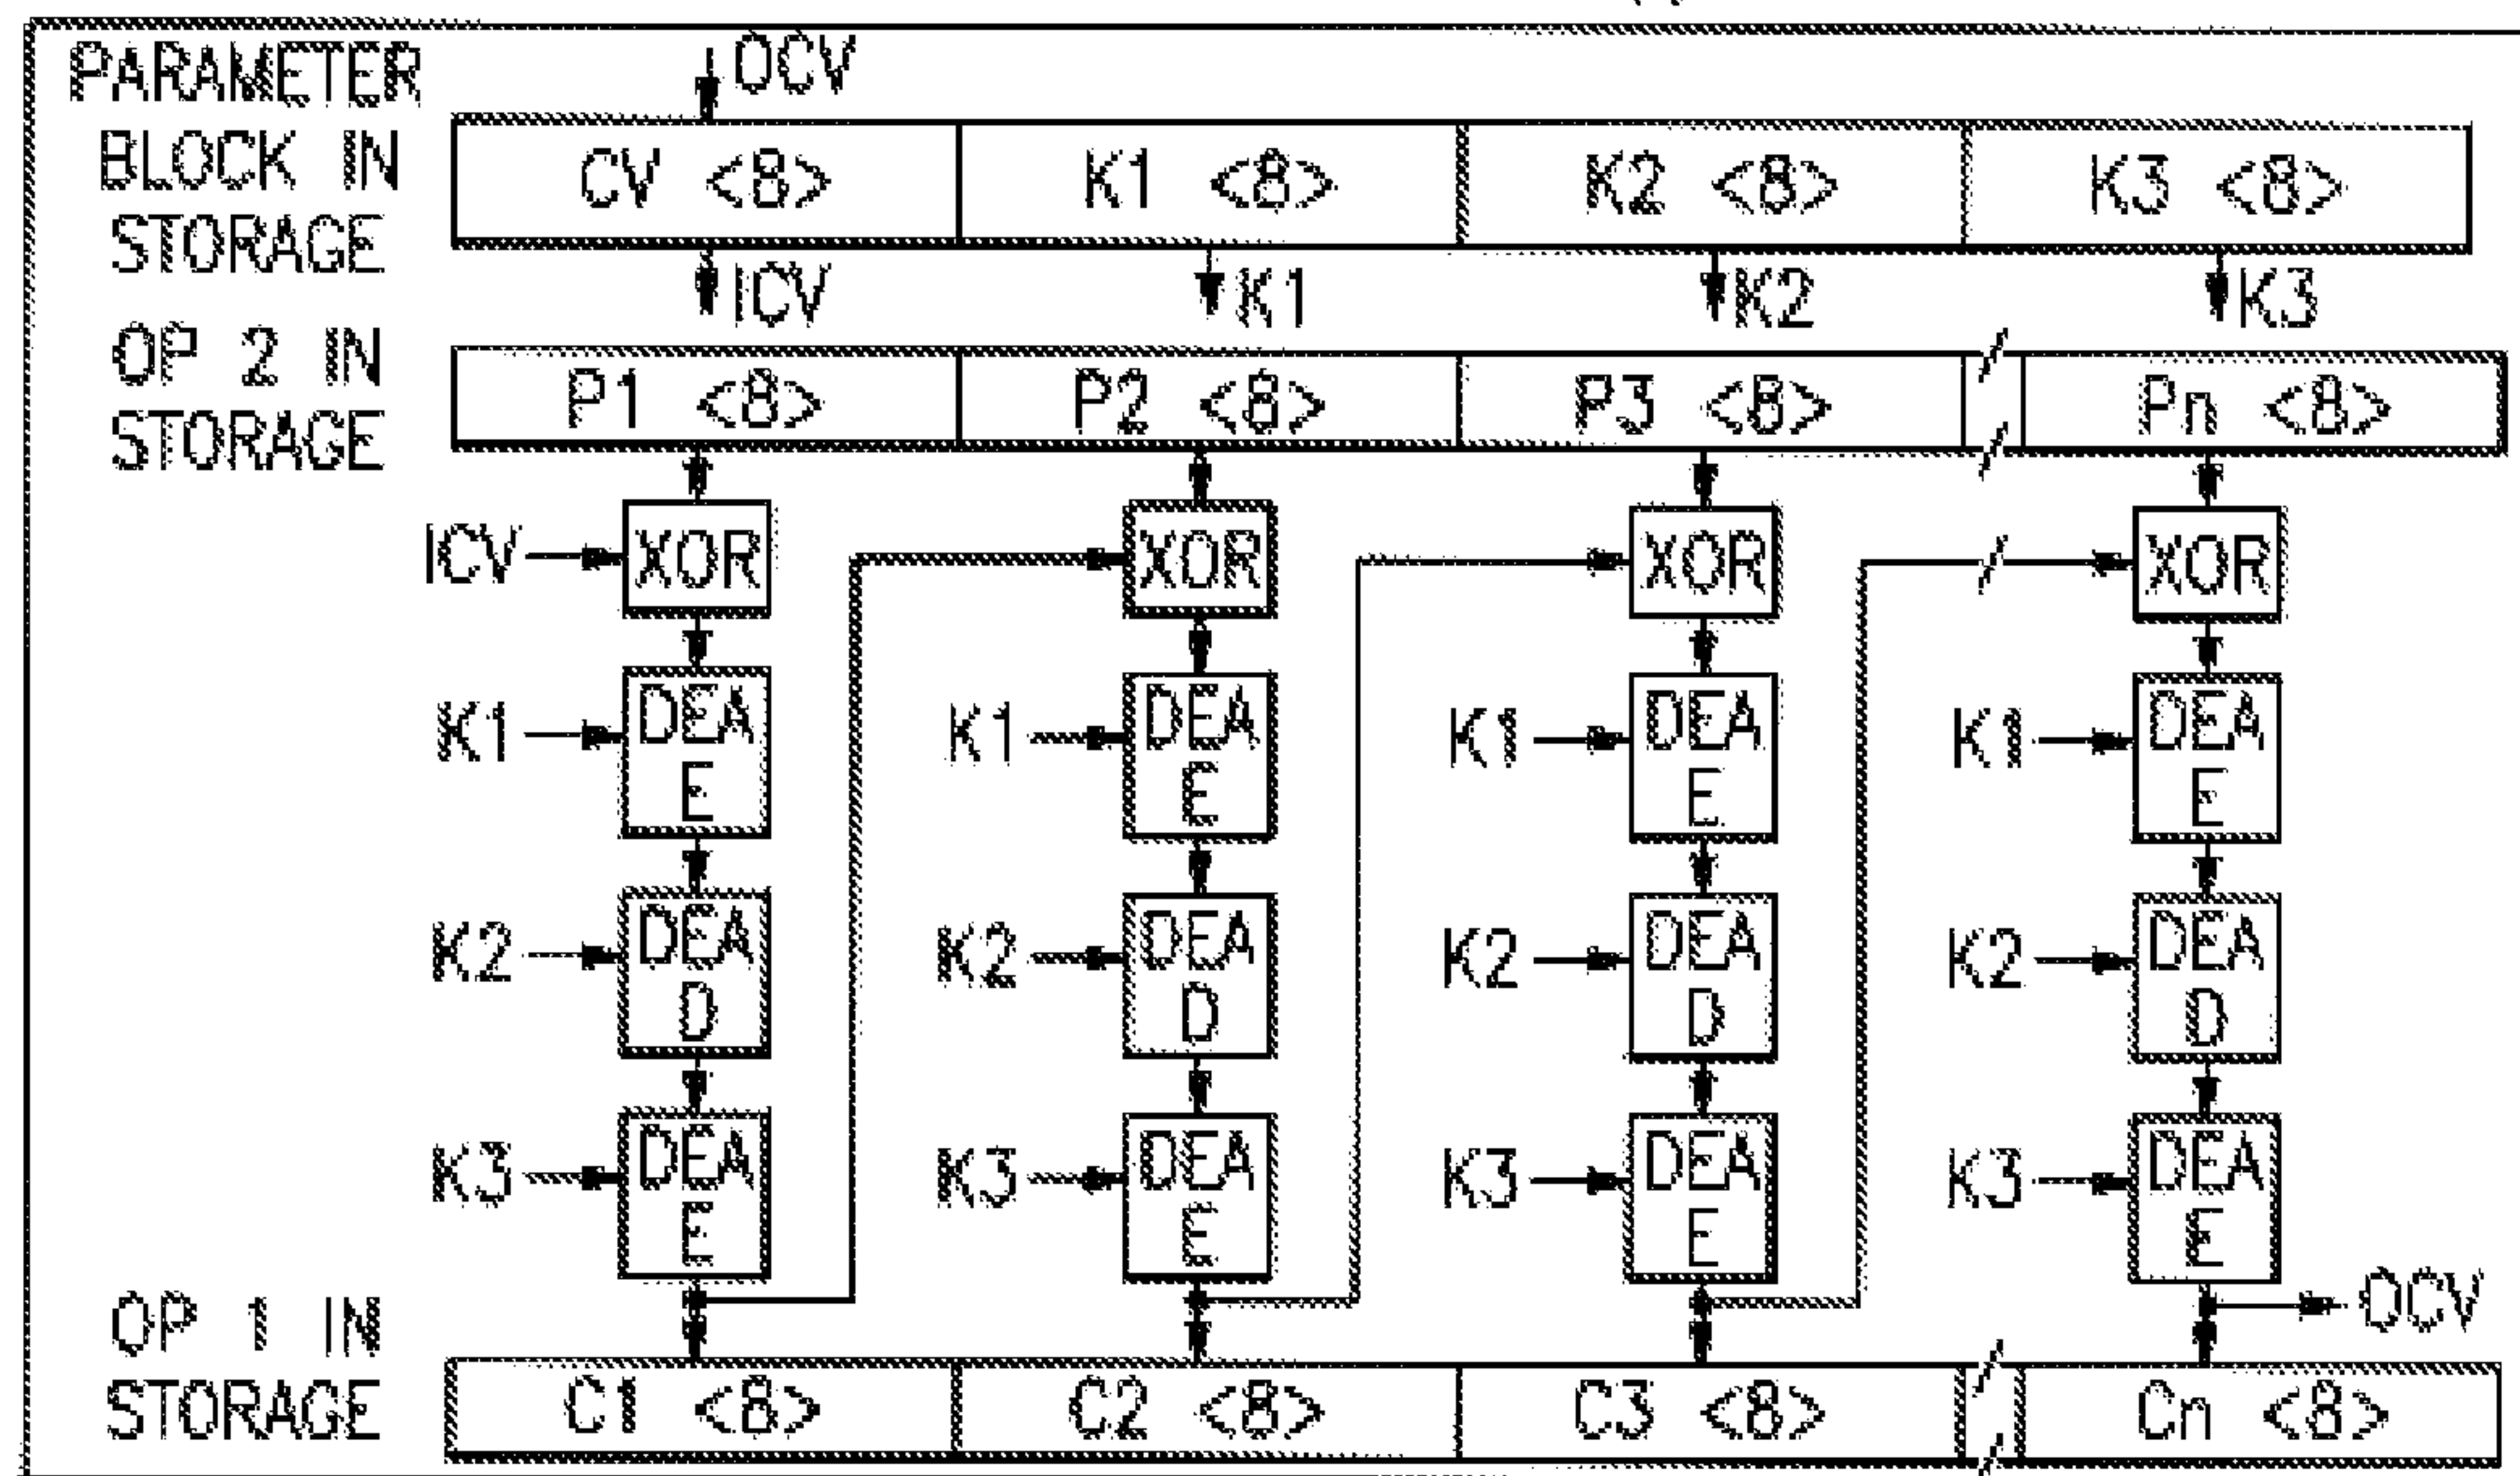 PARAMETER BLOCK IN STORAGE
OCV
CV <8> K1 <8> K2 <8> K3 <8>
ICV K1 K2 K3
OP 2 IN STORAGE
P1 <8> P2 <8> P3 <8> Pn <8>
ICV XOR XOR XOR XOR
K1 DEA E K1 DEA E K1 DEA E K1 DEA E
K2 DEA D K2 DEA D K2 DEA D K2 DEA D
K3 DEA E K3 DEA E K3 DEA E K3 DEA E
OCV
OP 1 IN STORAGE
C1 <8> C2 <8> C3 <8> Cn <8>